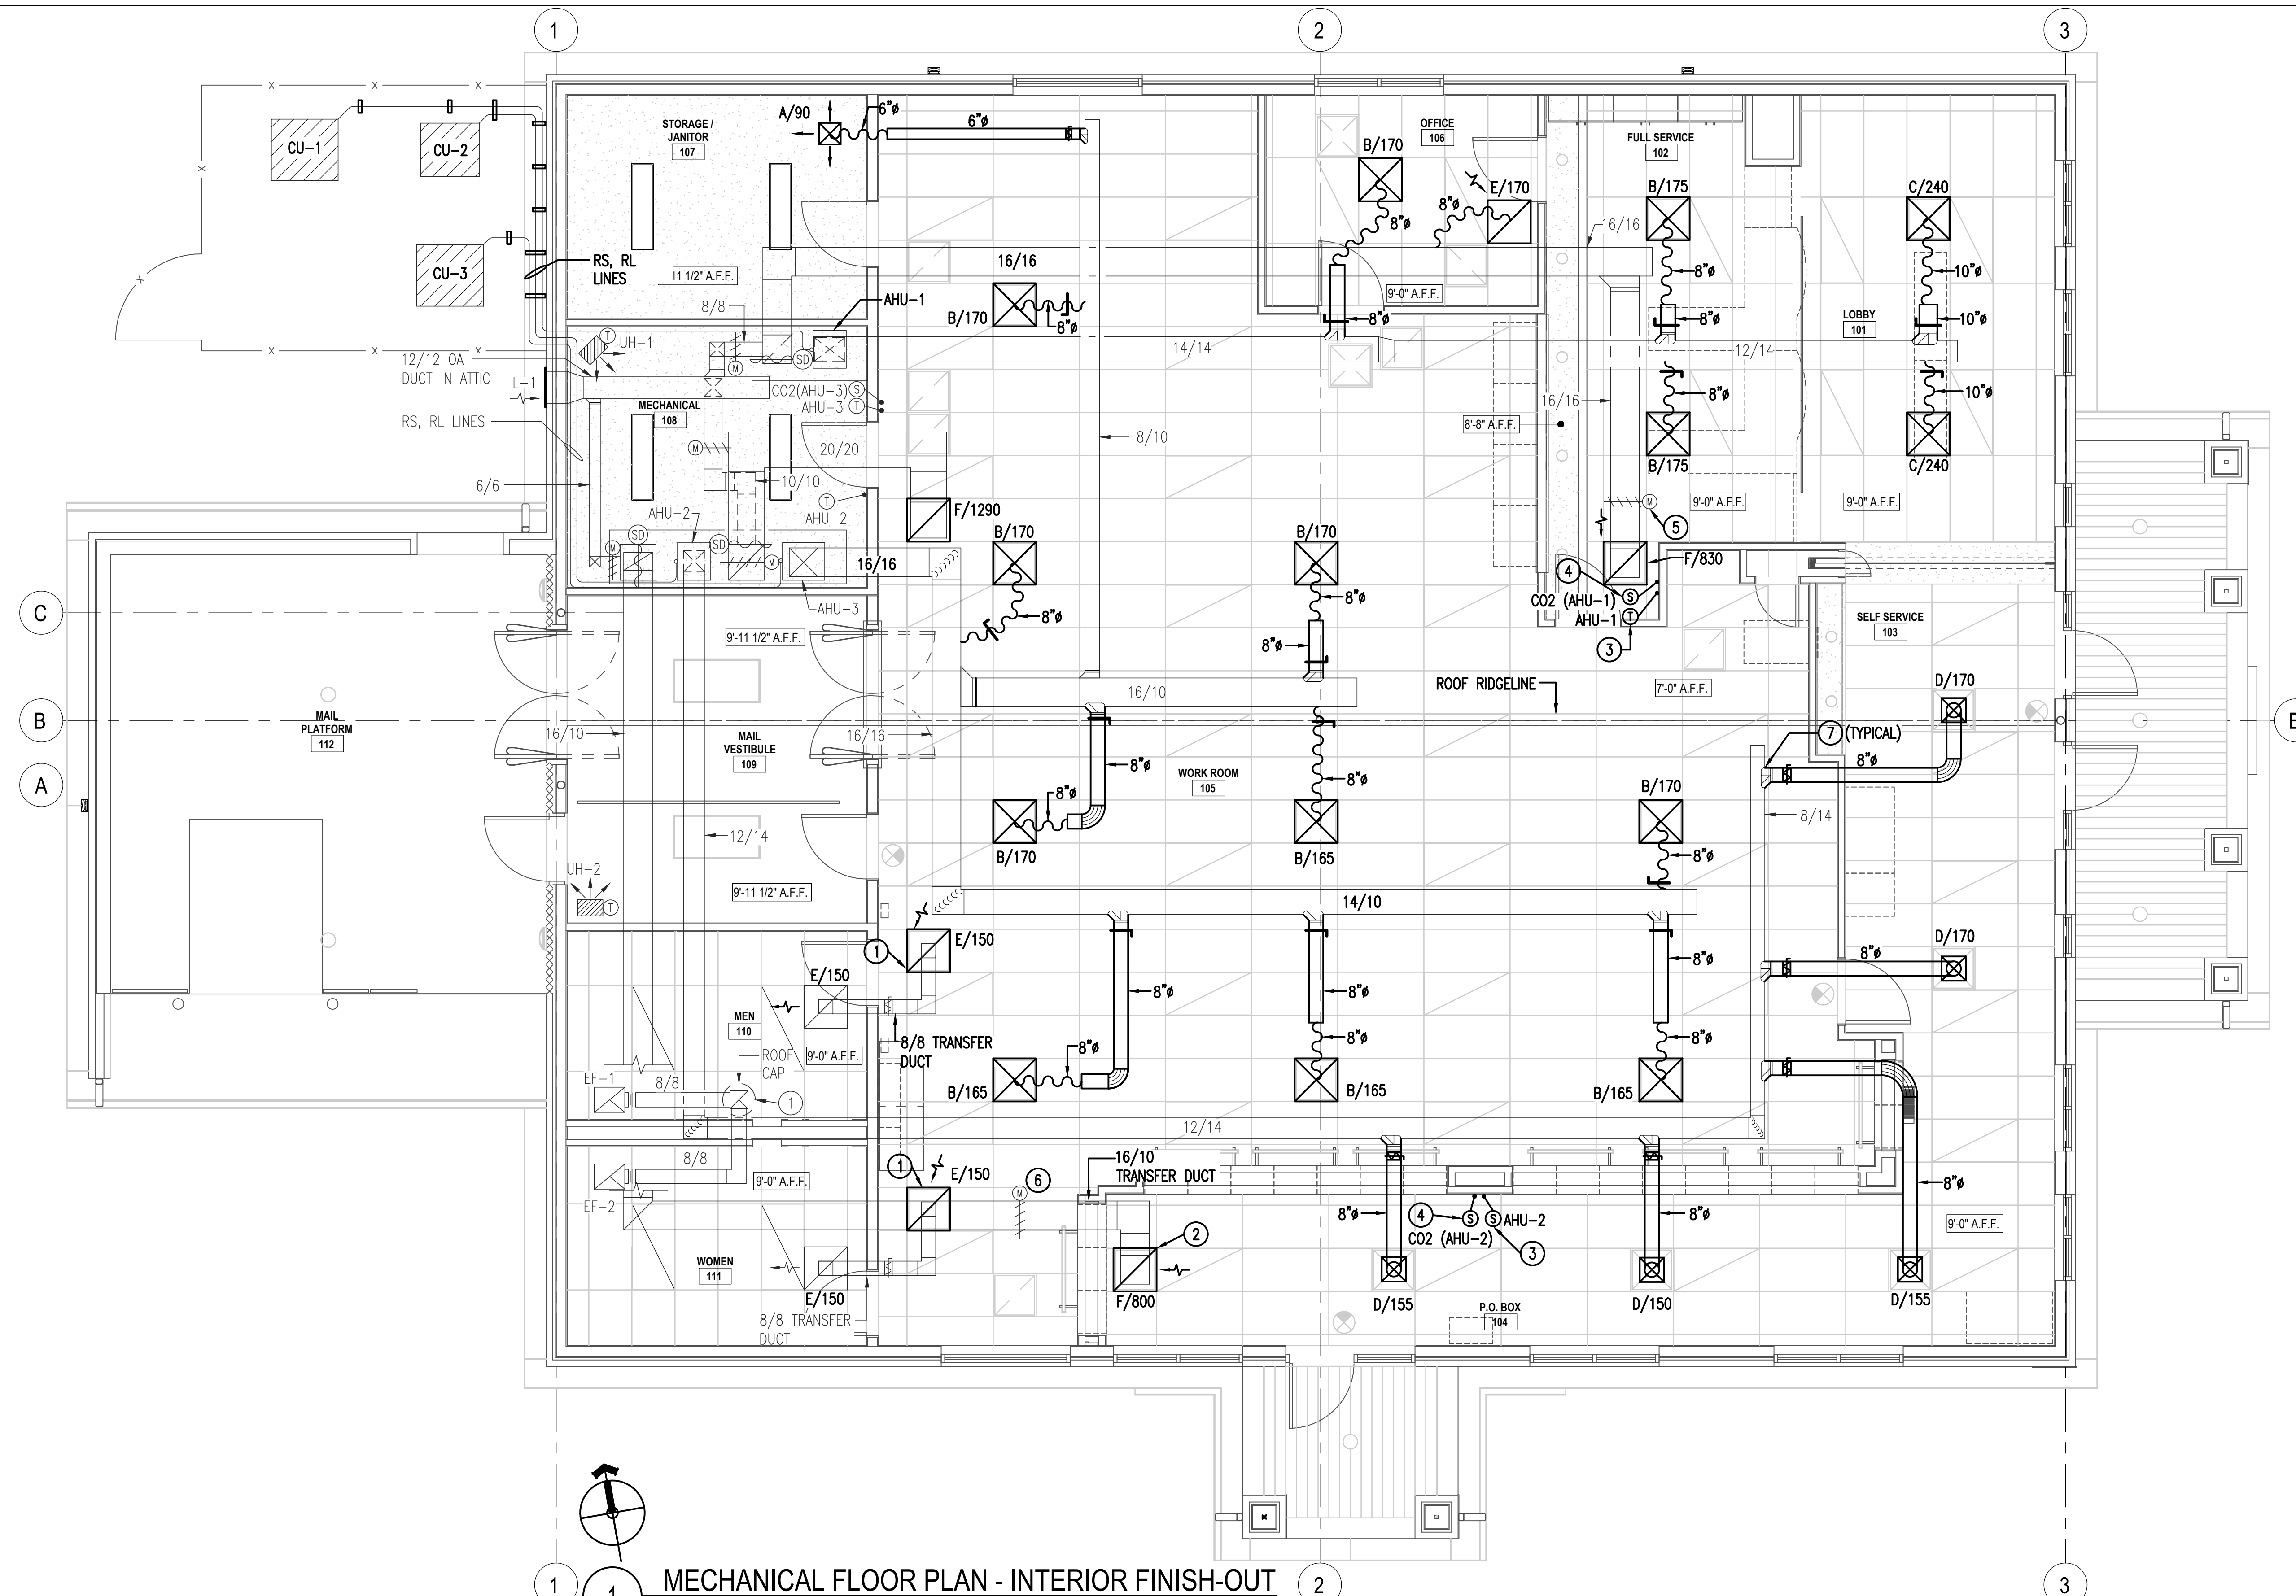 1
2
3
A/90
6"ø
6"ø
STORAGE /
JANITOR
107
OFFICE
106
FULL SERVICE
102
B/170
E/170
B/175
C/240
CU-1
CU-2
CU-3
8"ø
8"ø
16/16
8"ø
10"ø
RS, RL
LINES
11 1/2" A.F.F.
16/16
8/8
AHU-1
9'-0" A.F.F.
B/170
8"ø
8"ø
8"ø
10"ø
LOBBY
101
T
UH-1
SD
M
14/14
12/14
12/12 OA
DUCT IN ATTIC
L-1
CO2(AHU-3)
S
AHU-3
T
MECHANICAL
108
8"ø
10"ø
16/16
RS, RL LINES
8'-8" A.F.F.
M
20/20
8/10
B/175
C/240
6/6
10/10
T
AHU-2
AHU-2
F/1290
9'-0" A.F.F.
9'-0" A.F.F.
M
5
B/170
B/170
SD
SD
M
M
16/16
F/830
4
CO2 (AHU-1)
S
AHU-1
T
3
AHU-3
8"ø
8"ø
C
9'-11 1/2" A.F.F.
SELF SERVICE
103
8"ø
16/10
ROOF RIDGELINE
7'-0" A.F.F.
D/170
B
MAIL
PLATFORM
112
16/10
MAIL
VESTIBULE
109
16/16
7
(TYPICAL)
8"ø
A
8"ø
WORK ROOM
105
8"ø
B/170
8"ø
12/14
8/14
B/170
B/165
8"ø
UH-2
T
9'-11 1/2" A.F.F.
14/10
1
E/150
D/170
8"ø
E/150
8"ø
8"ø
8"ø
MEN
110
8/8 TRANSFER
DUCT
9'-0" A.F.F.
ROOF
CAP
8"ø
8"ø
8"ø
EF-1
8/8
1
B/165
B/165
B/165
12/14
8/8
9'-0" A.F.F.
1
E/150
16/10
TRANSFER DUCT
M
6
8"ø
EF-2
8"ø
4
S
S
AHU-2
CO2 (AHU-2)
3
8"ø
9'-0" A.F.F.
2
WOMEN
111
E/150
F/800
D/155
D/150
D/155
P.O. BOX
104
8/8 TRANSFER
DUCT
1
1
MECHANICAL FLOOR PLAN - INTERIOR FINISH-OUT
2
3